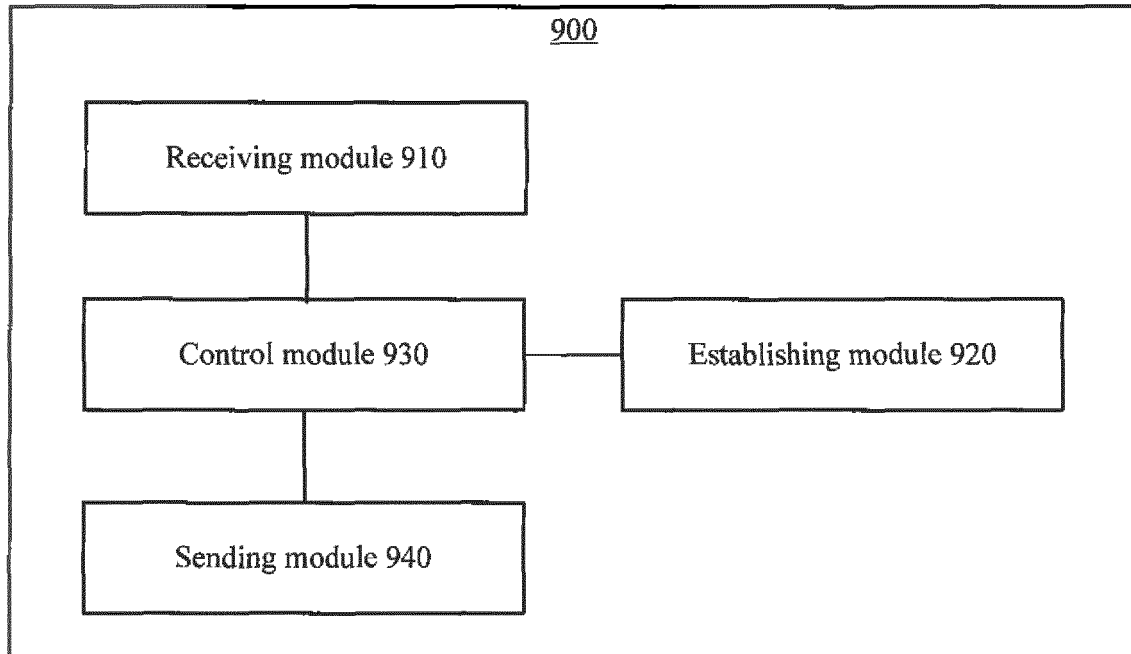 900
Receiving module 910
Control module 930
Establishing module 920
Sending module 940